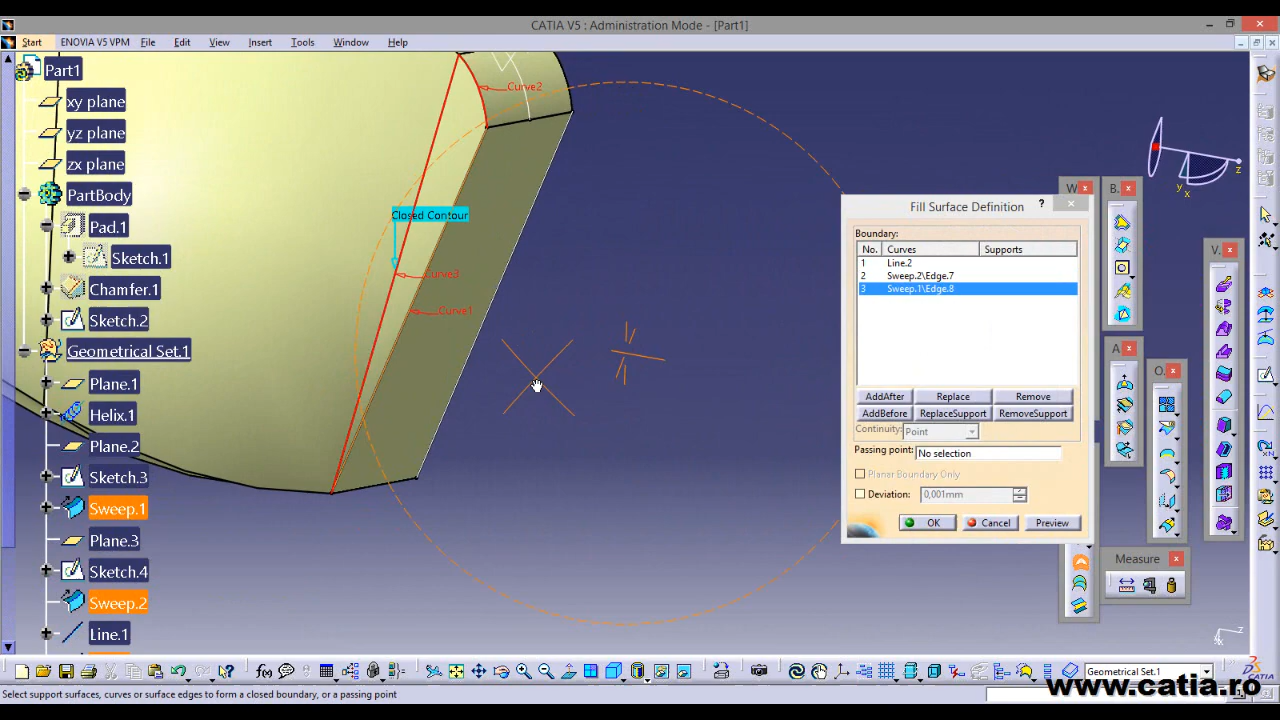 CATIA V5 : Administration Mode - [Part1]
Start ENOVIA V5 VPM File Edit View Insert Tools Window Help
Part1
xy plane
yz plane
zx plane
PartBody
Pad.1
Sketch.1
Chamfer.1
Sketch.2
Geometrical Set.1
Plane.1
Helix.1
Plane.2
Sketch.3
Sweep.1
Plane.3
Sketch.4
Sweep.2
Line.1
Curve2
Closed Contour
Curve3
Curve1
z
y
x
W
B.
V.
A
O.
Fill Surface Definition ?
Boundary:
No. Curves Supports
1 Line.2
2 Sweep.2\Edge.7
3 Sweep.1\Edge.8
AddAfter Replace Remove
AddBefore ReplaceSupport RemoveSupport
Continuity: Point
Passing point: No selection
Planar Boundary Only
Deviation: 0,001mm
OK Cancel Preview
Measure
f(x)
Geometrical Set.1
Select support surfaces, curves or surface edges to form a closed boundary, or a passing point
www.catia.ro